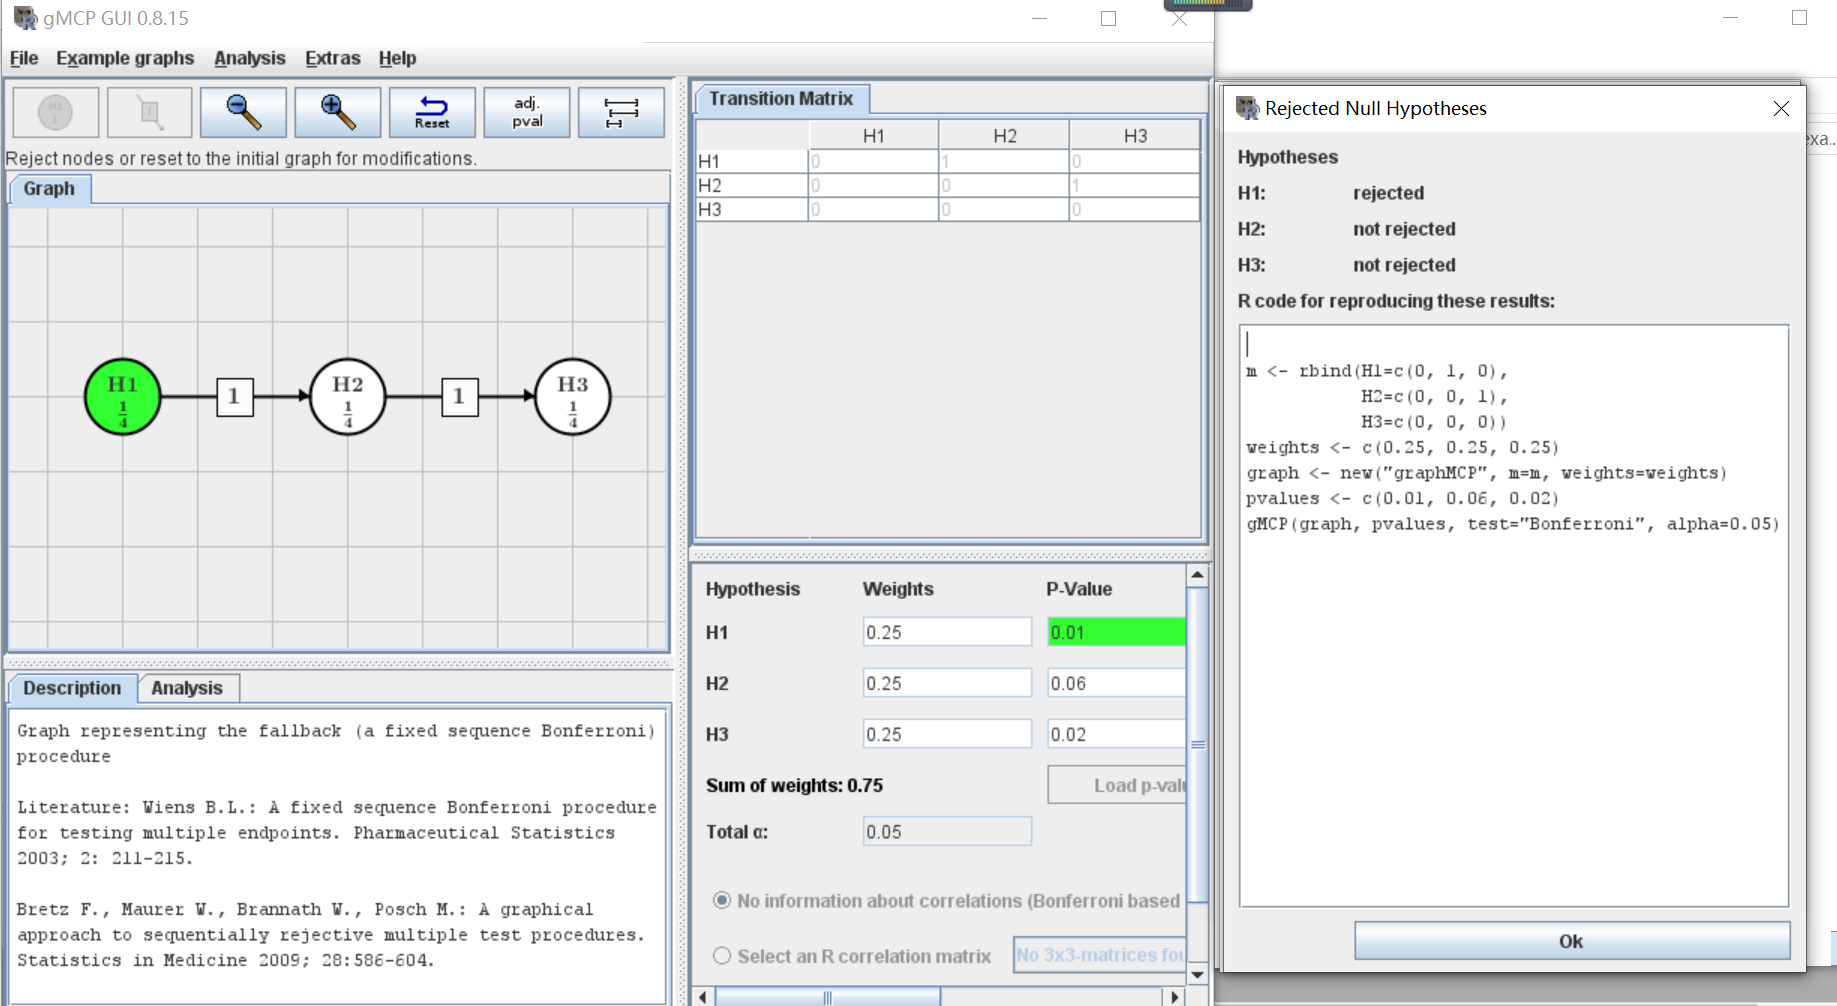 gMCP GUI 0.8.15
File Example graphs Analysis Extras Help
Reset
adj.
pval
Reject nodes or reset to the initial graph for modifications.
Graph
H1
1/4
1
H2
1/4
1
H3
1/4
Description Analysis
Graph representing the fallback (a fixed sequence Bonferroni)
procedure
Literature: Wiens B.L.: A fixed sequence Bonferroni procedure
for testing multiple endpoints. Pharmaceutical Statistics
2003; 2: 211-215.
Bretz F., Maurer W., Brannath W., Posch M.: A graphical
approach to sequentially rejective multiple test procedures.
Statistics in Medicine 2009; 28:586-604.
Transition Matrix
H1 H2 H3
H1 0 1 0
H2 0 0 1
H3 0 0 0
Hypothesis Weights P-Value
H1 0.25 0.01
H2 0.25 0.06
H3 0.25 0.02
Sum of weights: 0.75 Load p-valu
Total α: 0.05
No information about correlations (Bonferroni based
Select an R correlation matrix No 3x3-matrices fou
Rejected Null Hypotheses
Hypotheses
H1: rejected
H2: not rejected
H3: not rejected
R code for reproducing these results:
m <- rbind(H1=c(0, 1, 0),
H2=c(0, 0, 1),
H3=c(0, 0, 0))
weights <- c(0.25, 0.25, 0.25)
graph <- new("graphMCP", m=m, weights=weights)
pvalues <- c(0.01, 0.06, 0.02)
gMCP(graph, pvalues, test="Bonferroni", alpha=0.05)
Ok
exa..